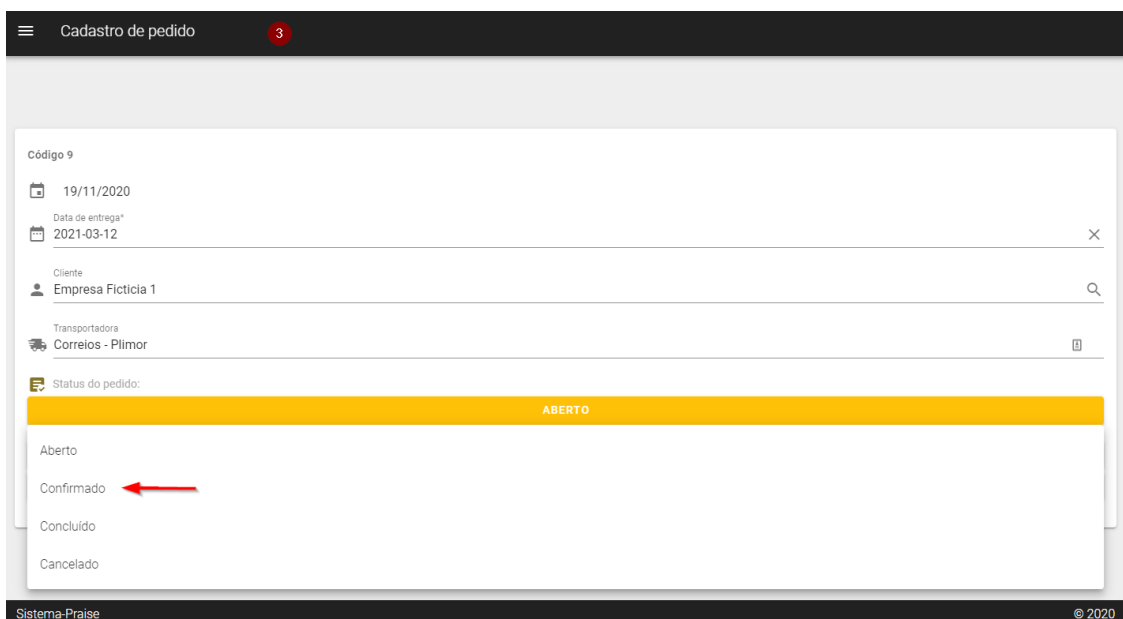 Cadastro de pedido 3
Código 9
19/11/2020
Data de entrega*
2021-03-12
Cliente
Empresa Ficticia 1
Transportadora
Correios - Plimor
Status do pedido:
ABERTO
Aberto
Confirmado
Concluído
Cancelado
Sistema-Praise © 2020